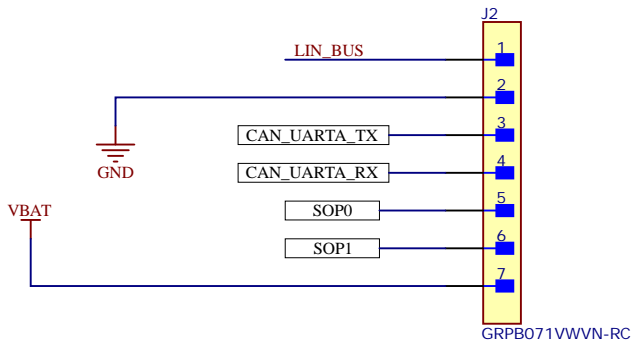 J2
LIN_BUS 1
2
CAN_UARTA_TX 3
GND
CAN_UARTA_RX 4
VBAT
SOP0 5
SOP1 6
7
GRPB071VWVN-RC